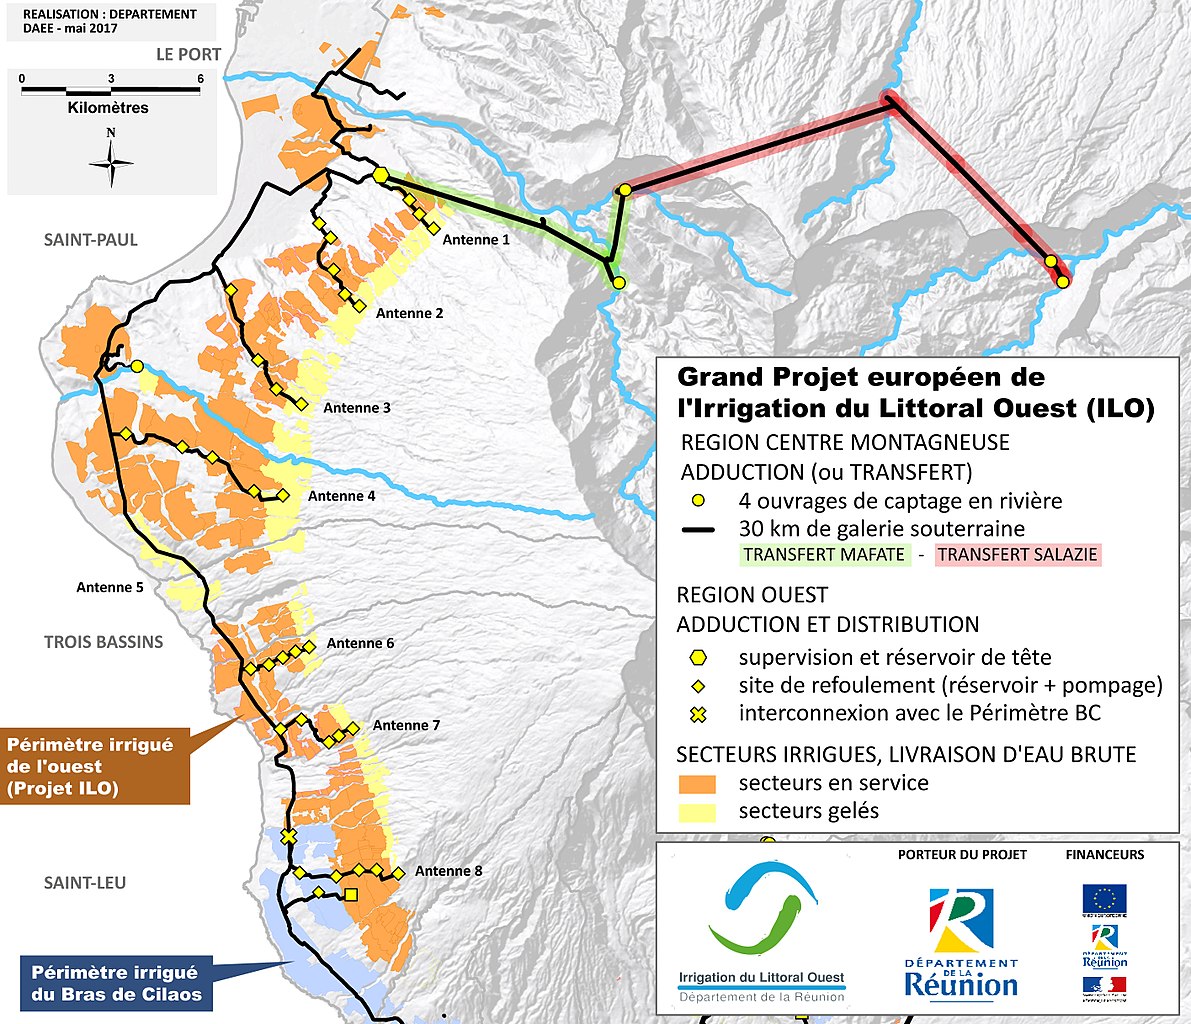 REALISATION : DEPARTEMENT
DAEE - mai 2017
LE PORT
0 3 6
Kilomètres
N
SAINT-PAUL
Antenne 1
Antenne 2
Antenne 3
Antenne 4
Antenne 5
TROIS BASSINS
Antenne 6
Antenne 7
Périmètre irrigué
de l'ouest
(Projet ILO)
Antenne 8
SAINT-LEU
Périmètre irrigué
du Bras de Cilaos
Grand Projet européen de
l'Irrigation du Littoral Ouest (ILO)
REGION CENTRE MONTAGNEUSE
ADDUCTION (ou TRANSFERT)
4 ouvrages de captage en rivière
30 km de galerie souterraine
TRANSFERT MAFATE - TRANSFERT SALAZIE
REGION OUEST
ADDUCTION ET DISTRIBUTION
supervision et réservoir de tête
site de refoulement (réservoir + pompage)
interconnexion avec le Périmètre BC
SECTEURS IRRIGUES, LIVRAISON D'EAU BRUTE
secteurs en service
secteurs gelés
Irrigation du Littoral Ouest
Département de la Réunion
PORTEUR DU PROJET
DÉPARTEMENT
DE LA
Réunion
FINANCEURS
DÉPARTEMENT
Réunion